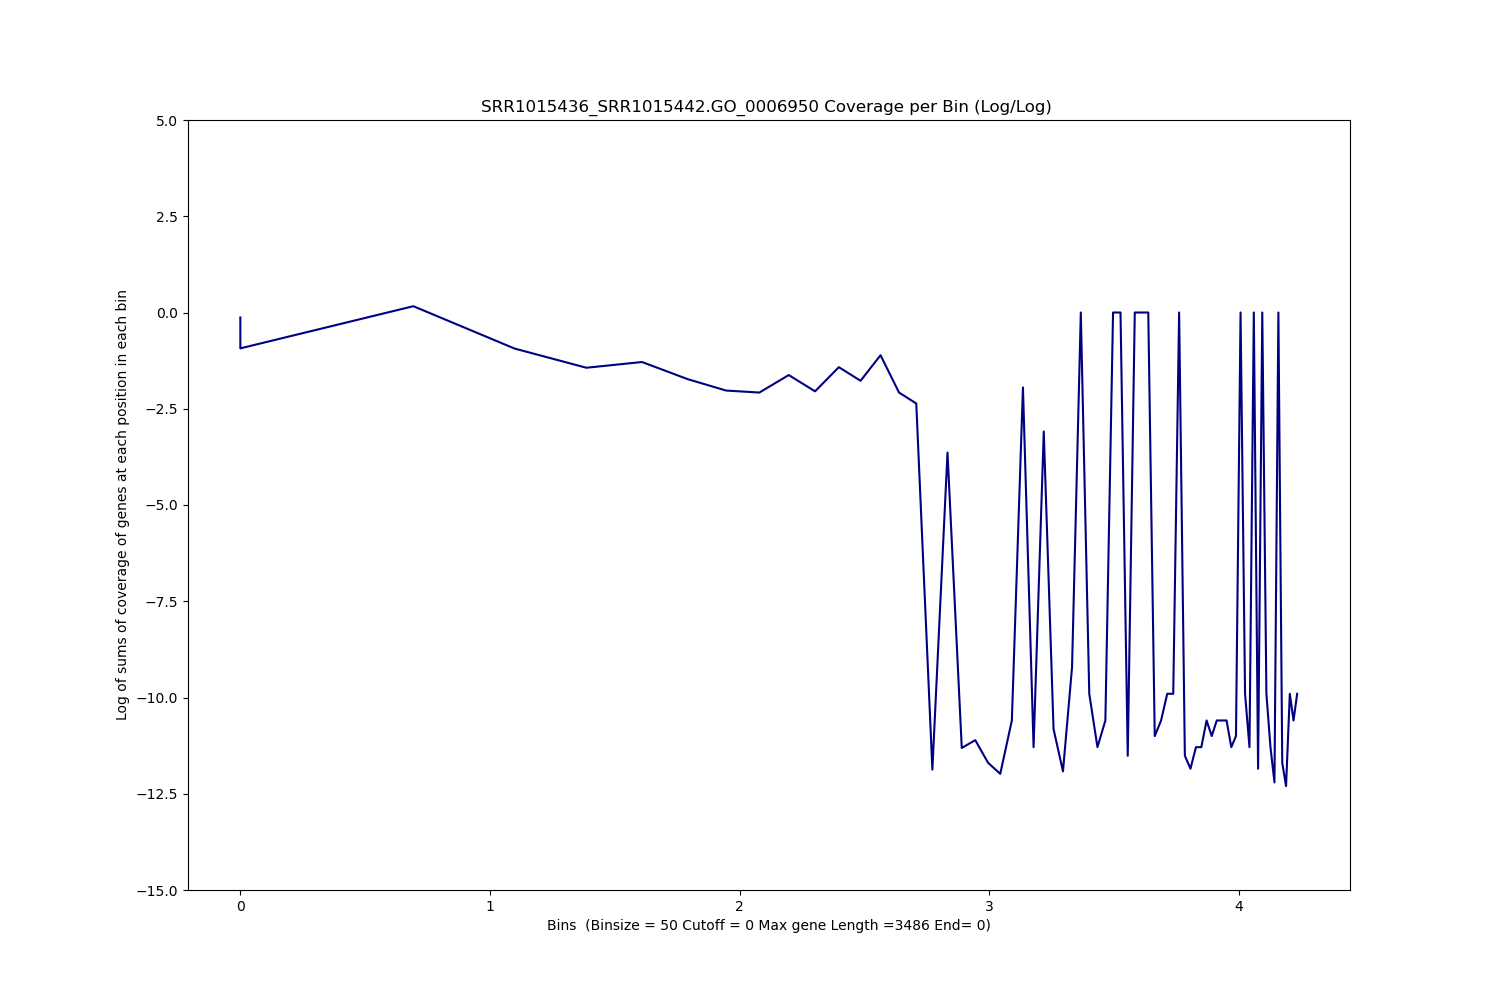 SRR1015436_SRR1015442.GO_0006950 Coverage per Bin (Log/Log)
Log of sums of coverage of genes at each position in each bin
5.0
2.5
0.0
−2.5
−5.0
−7.5
−10.0
−12.5
−15.0
0 1 2 3 4
Bins  (Binsize = 50 Cutoff = 0 Max gene Length =3486 End= 0)